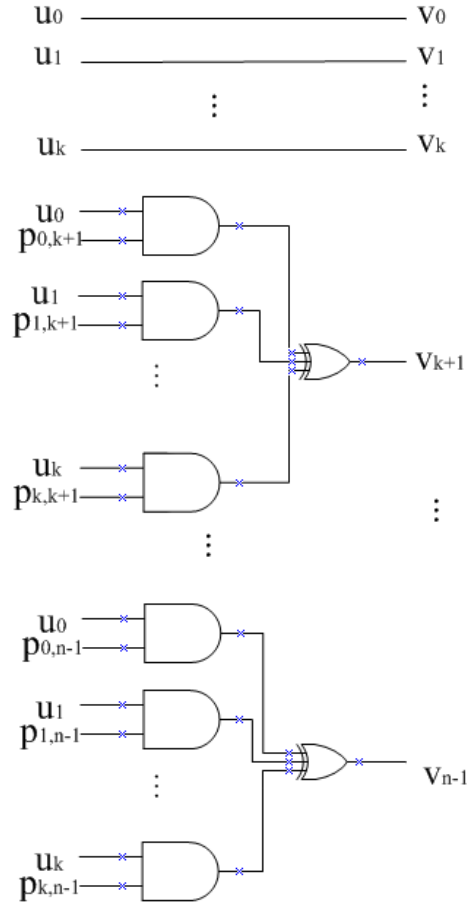 u0 v0
u1 v1
⋮ ⋮
uk vk
u0
p0,k+1
u1
p1,k+1
vk+1
⋮
uk
pk,k+1
⋮
⋮
u0
p0,n-1
u1
p1,n-1
vn-1
⋮
uk
pk,n-1